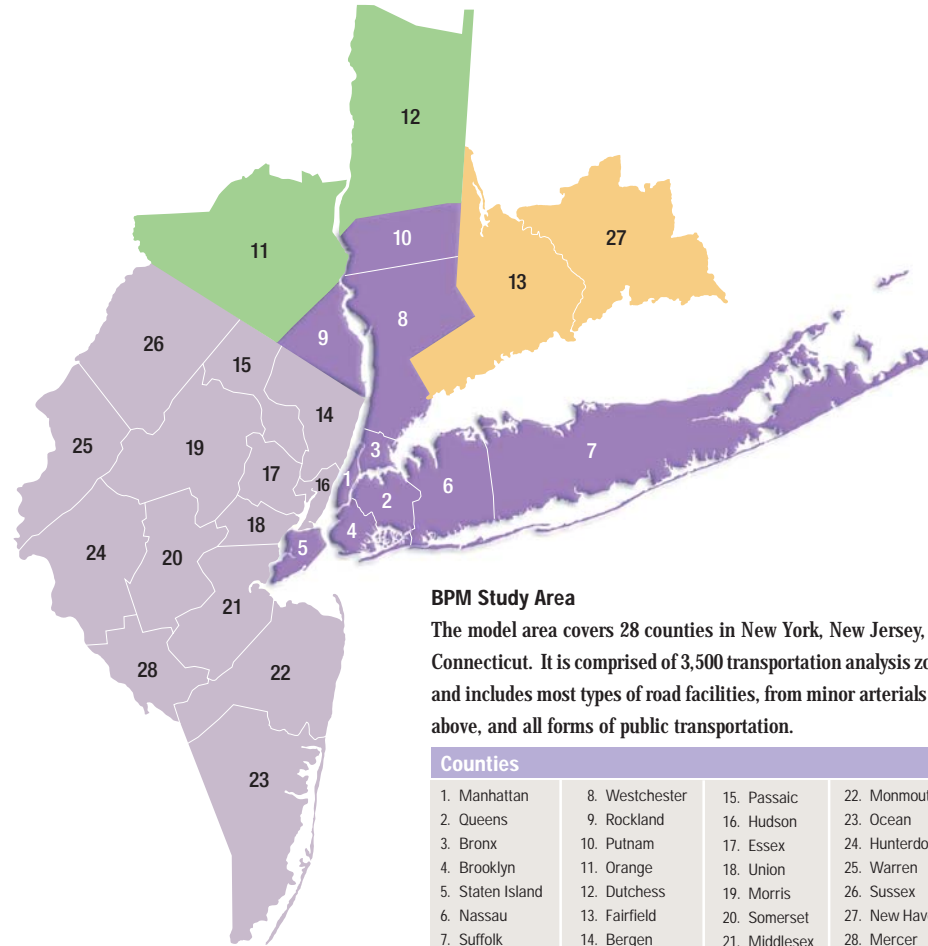 12
10
27
11
13
8
9
26
15
14
3
7
19
25
17
16
1
6
2
18
4
5
24
20
21
28
22
23
BPM Study Area
The model area covers 28 counties in New York, New Jersey,
Connecticut. It is comprised of 3,500 transportation analysis zo
and includes most types of road facilities, from minor arterials
above, and all forms of public transportation.
Counties
1. Manhattan
2. Queens
3. Bronx
4. Brooklyn
5. Staten Island
6. Nassau
7. Suffolk
8. Westchester
9. Rockland
10. Putnam
11. Orange
12. Dutchess
13. Fairfield
14. Bergen
15. Passaic
16. Hudson
17. Essex
18. Union
19. Morris
20. Somerset
21. Middlesex
22. Monmout
23. Ocean
24. Hunterdo
25. Warren
26. Sussex
27. New Hav
28. Mercer